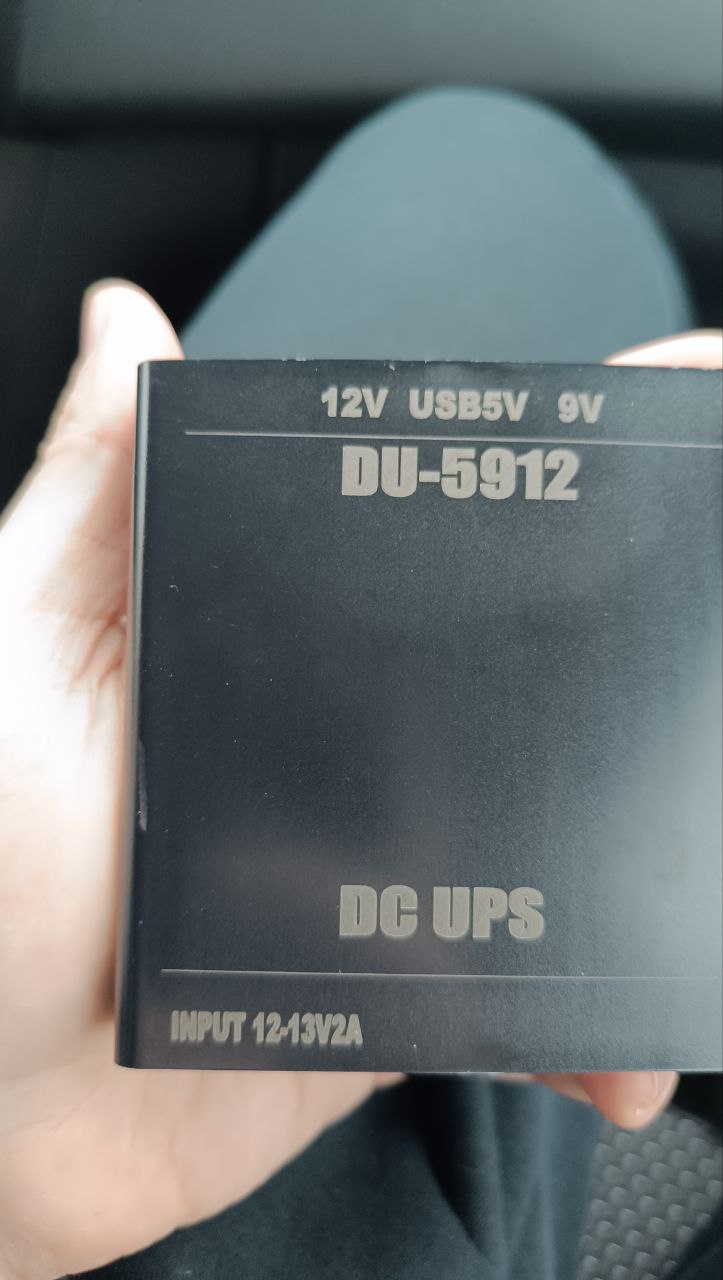 12V USB5V 9V
DU-5912
DC UPS
INPUT 12-13V2A